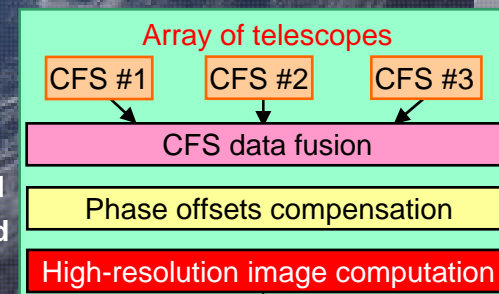 Array of telescopes
CFS #1 CFS #2 CFS #3
CFS data fusion
Phase offsets compensation
High-resolution image computation